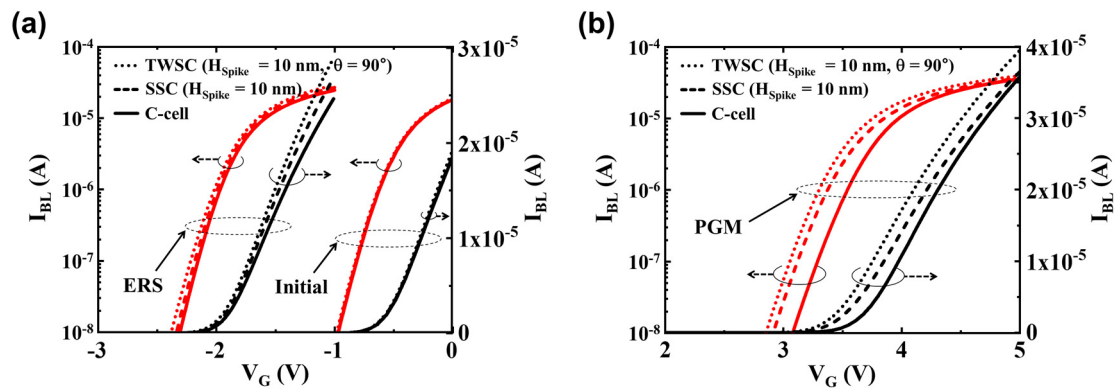 (a)
10⁻⁴
10⁻⁵
10⁻⁶
10⁻⁷
10⁻⁸
I_BL (A)
TWSC (H_Spike = 10 nm, θ = 90°)
SSC (H_Spike = 10 nm)
C-cell
ERS
Initial
3x10⁻⁵
2x10⁻⁵
1x10⁻⁵
0
I_BL (A)
-3
-2
-1
0
V_G (V)
(b)
10⁻⁴
10⁻⁵
10⁻⁶
10⁻⁷
10⁻⁸
I_BL (A)
TWSC (H_Spike = 10 nm, θ = 90°)
SSC (H_Spike = 10 nm)
C-cell
PGM
4x10⁻⁵
3x10⁻⁵
2x10⁻⁵
1x10⁻⁵
0
I_BL (A)
2
3
4
5
V_G (V)